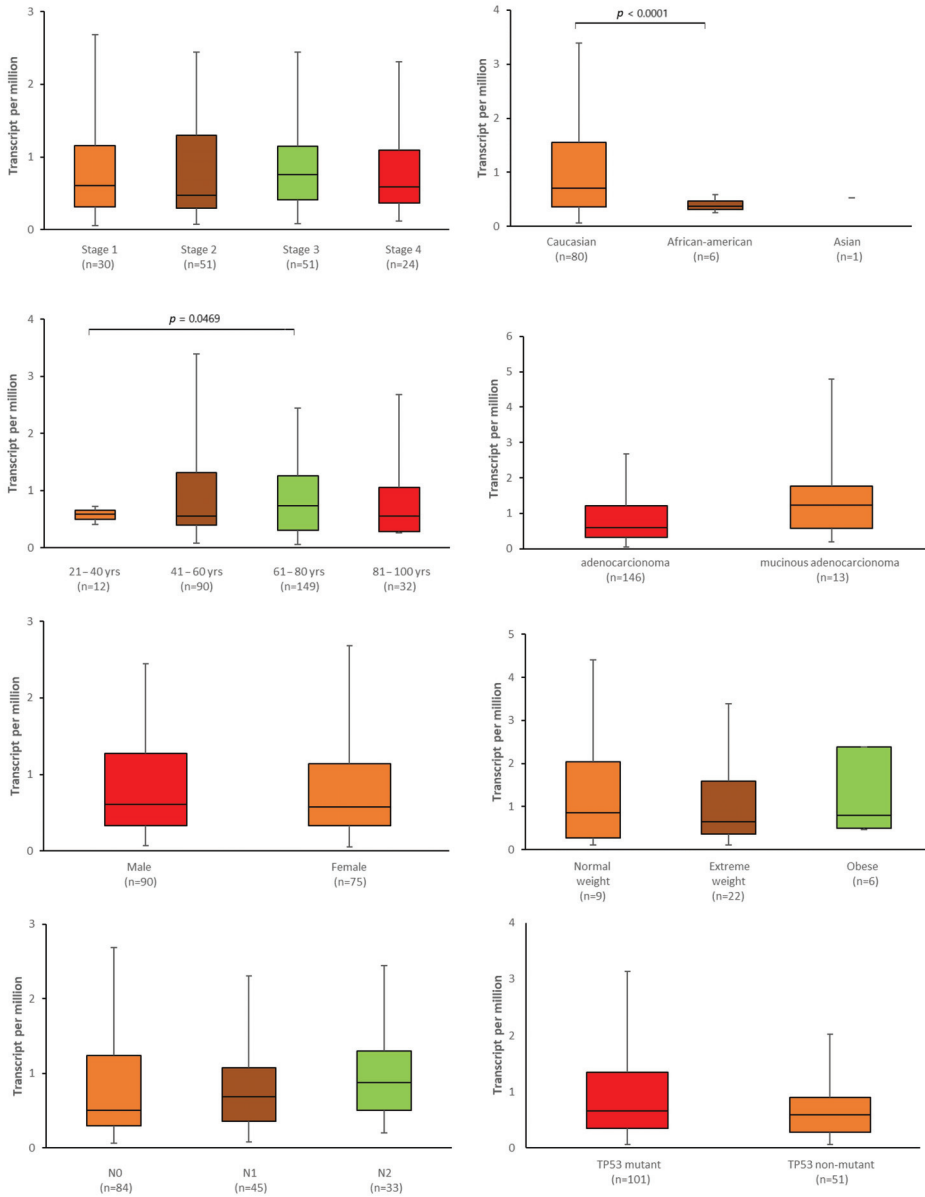 Transcript per million
3
2
1
0
Stage 1
(n=30)
Stage 2
(n=51)
Stage 3
(n=51)
Stage 4
(n=24)
p < 0.0001
Transcript per million
4
3
2
1
0
Caucasian
(n=80)
African-american
(n=6)
Asian
(n=1)
p = 0.0469
Transcript per million
3
2
1
0
4
21–40 yrs
(n=12)
41–60 yrs
(n=90)
61–80 yrs
(n=149)
81–100 yrs
(n=32)
Transcript per million
6
5
4
3
2
1
0
adenocarcionoma
(n=146)
mucinous adenocarcionoma
(n=13)
Transcript per million
3
2
1
0
Male
(n=90)
Female
(n=75)
Transcript per million
5
4
3
2
1
0
Normal
weight
(n=9)
Extreme
weight
(n=22)
Obese
(n=6)
Transcript per million
3
2
1
0
N0
(n=84)
N1
(n=45)
N2
(n=33)
Transcript per million
4
3
2
1
0
TP53 mutant
(n=101)
TP53 non-mutant
(n=51)